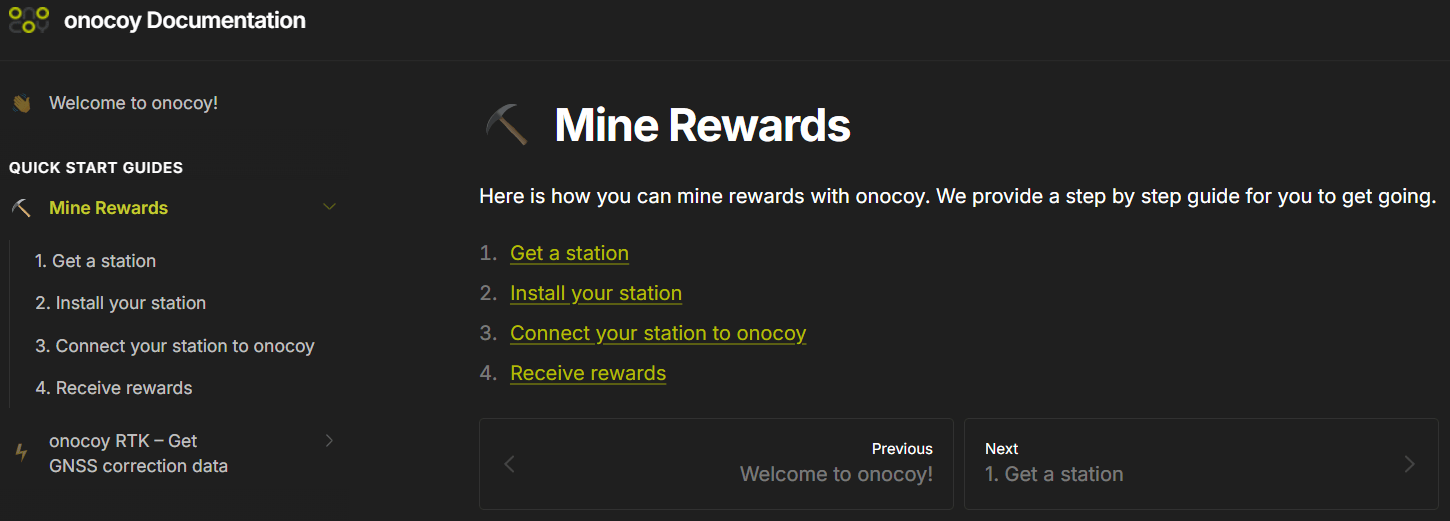 onocoy Documentation
Welcome to onocoy!
QUICK START GUIDES
Mine Rewards
1. Get a station
2. Install your station
3. Connect your station to onocoy
4. Receive rewards
onocoy RTK – Get
GNSS correction data
Mine Rewards
Here is how you can mine rewards with onocoy. We provide a step by step guide for you to get going.
1. Get a station
2. Install your station
3. Connect your station to onocoy
4. Receive rewards
Previous
Welcome to onocoy!
Next
1. Get a station